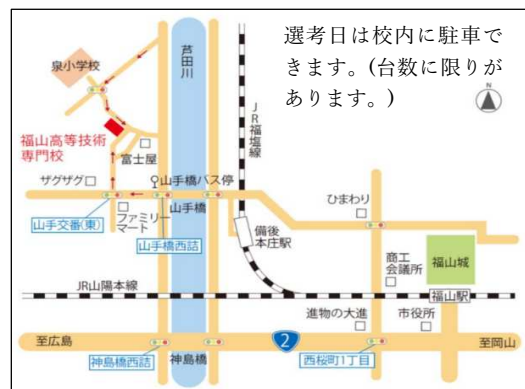 選考日は校内に駐車で
きます。(台数に限りが
あります。)
N
泉小学校
芦田川
JR福塩線
福山高等技術
専門校
富士屋
ザグザグ
山手橋バス停
ひまわり
山手橋
山手交番(東)
ファミリー
マート
山手橋西詰
備後
本庄駅
商工
会議所
福山城
JR山陽本線
福山駅
進物の大進
市役所
至広島
2
至岡山
神島橋西詰
神島橋
西桜町1丁目